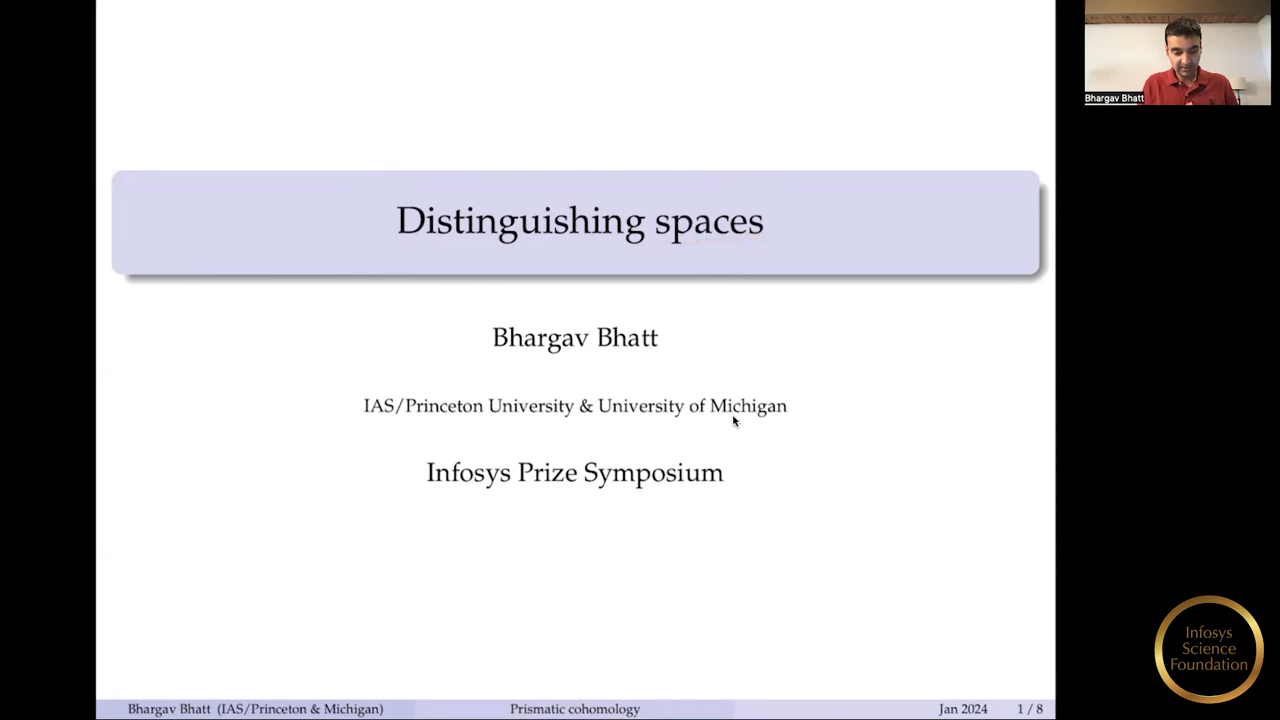 Distinguishing spaces
Bhargav Bhatt
IAS/Princeton University & University of Michigan
Infosys Prize Symposium
Bhargav Bhatt (IAS/Princeton & Michigan)
Prismatic cohomology
Jan 2024
1 / 8
Bhargav Bhatt
Infosys
Science
Foundation